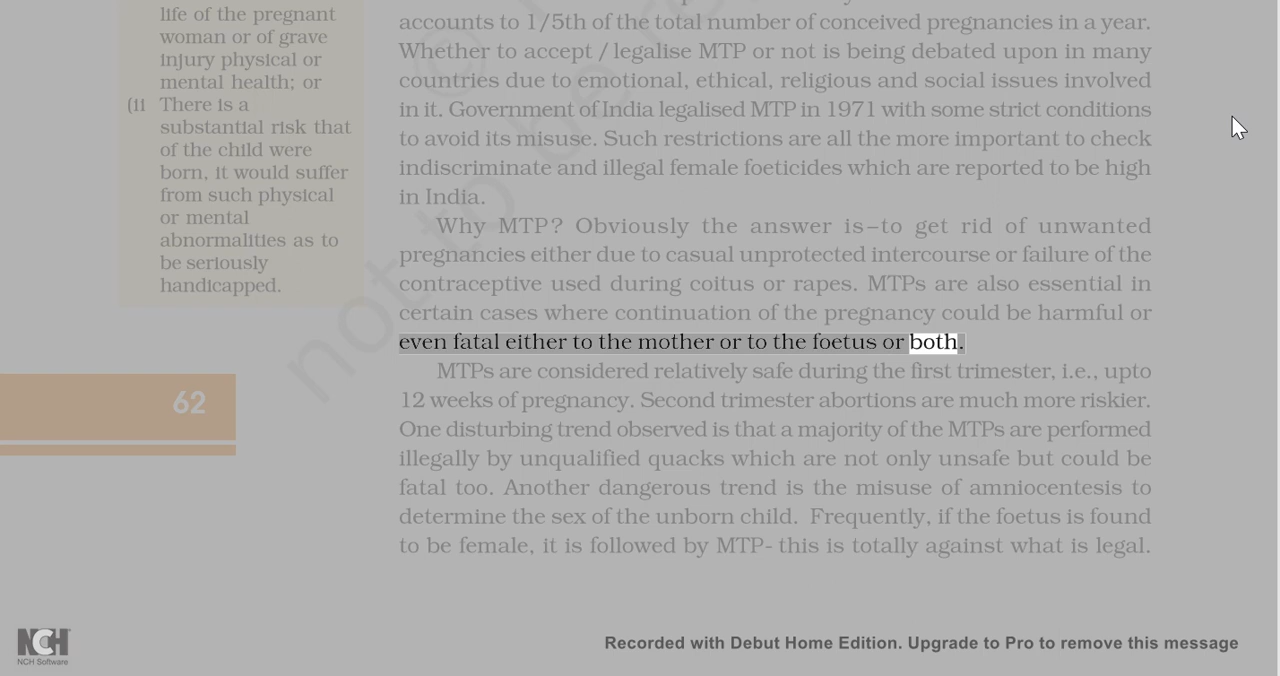 life of the pregnant
woman or of grave
injury physical or
mental health; or
(ii There is a
substantial risk that
of the child were
born, it would suffer
from such physical
or mental
abnormalities as to
be seriously
handicapped.
62
accounts to 1/5th of the total number of conceived pregnancies in a year.
Whether to accept / legalise MTP or not is being debated upon in many
countries due to emotional, ethical, religious and social issues involved
in it. Government of India legalised MTP in 1971 with some strict conditions
to avoid its misuse. Such restrictions are all the more important to check
indiscriminate and illegal female foeticides which are reported to be high
in India.
Why MTP? Obviously the answer is–to get rid of unwanted
pregnancies either due to casual unprotected intercourse or failure of the
contraceptive used during coitus or rapes. MTPs are also essential in
certain cases where continuation of the pregnancy could be harmful or
even fatal either to the mother or to the foetus or both.
MTPs are considered relatively safe during the first trimester, i.e., upto
12 weeks of pregnancy. Second trimester abortions are much more riskier.
One disturbing trend observed is that a majority of the MTPs are performed
illegally by unqualified quacks which are not only unsafe but could be
fatal too. Another dangerous trend is the misuse of amniocentesis to
determine the sex of the unborn child. Frequently, if the foetus is found
to be female, it is followed by MTP- this is totally against what is legal.
© not to be re
NCH
NCH Software
Recorded with Debut Home Edition. Upgrade to Pro to remove this message